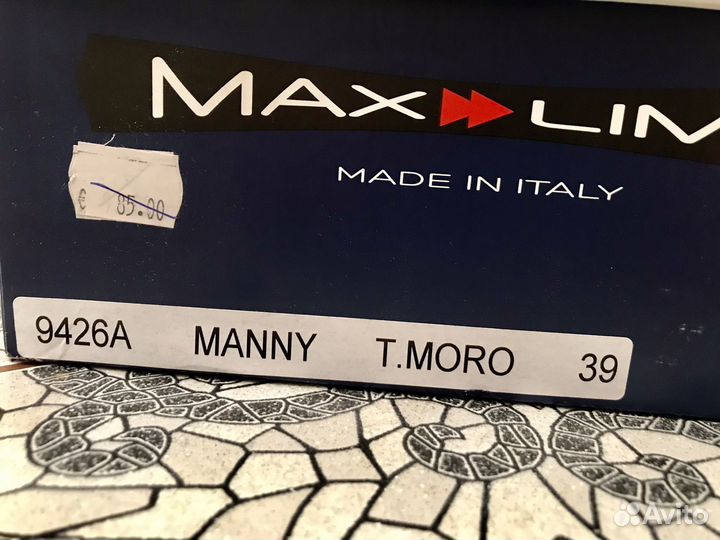 MAX LIM
MADE IN ITALY
€ 85.00
9426A MANNY T.MORO 39
Avito